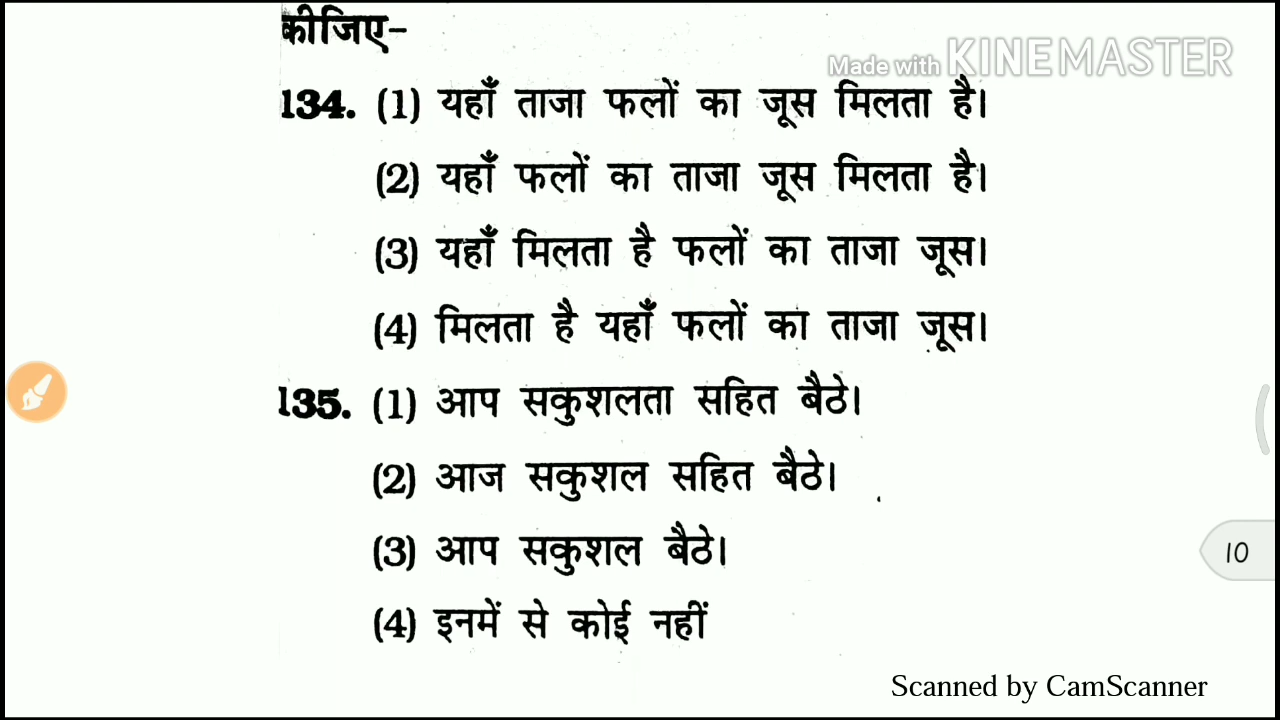 कीजिए-
Made with KINEMASTER
134. (1) यहाँ ताजा फलों का जूस मिलता है।
(2) यहाँ फलों का ताजा जूस मिलता है।
(3) यहाँ मिलता है फलों का ताजा जूस।
(4) मिलता है यहाँ फलों का ताजा जूस।
135. (1) आप सकुशलता सहित बैठे।
(2) आज सकुशल सहित बैठे।
(3) आप सकुशल बैठे।
10
(4) इनमें से कोई नहीं
Scanned by CamScanner